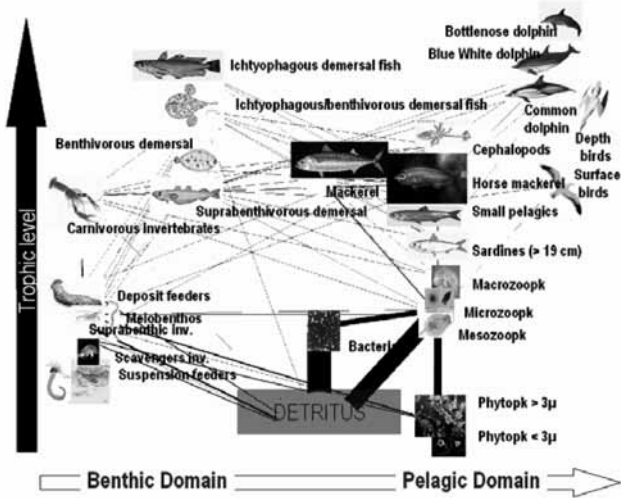 Bottlenose dolphin
Blue White dolphin
Ichtyophagous demersal fish
Ichtyophagous/benthivorous demersal fish
Common
dolphin
Depth
birds
Benthivorous demersal
Cephalopods
Surface
birds
Mackerel
Horse mackerel
Suprabenthivorous demersal
Small pelagics
Carnivorous invertebrates
Sardines (> 19 cm)
Trophic level
Macrozoopk
Deposit feeders
Meiobenthos
Microzoopk
Suprabenthic inv.
Mesozoopk
Bacteria
Scavengers inv.
Suspension feeders
DETRITUS
Phytopk > 3µ
Phytopk < 3µ
Benthic Domain
Pelagic Domain